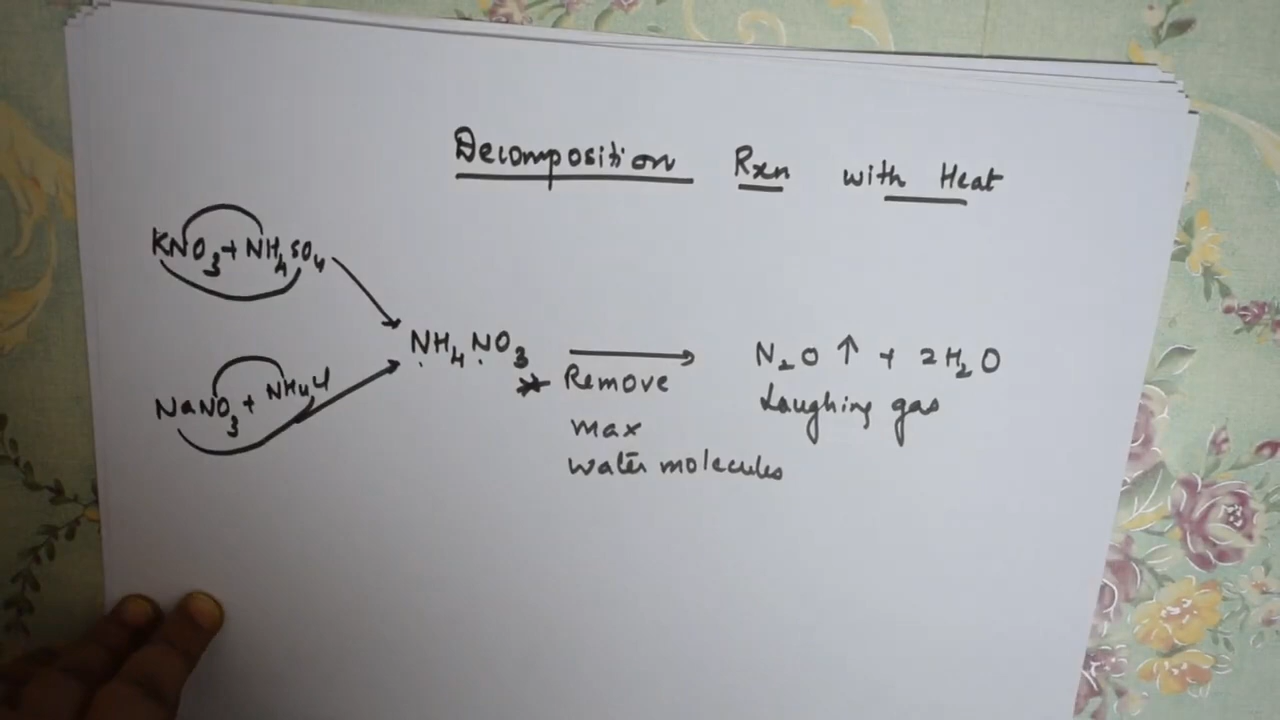 Decomposition Rxn with Heat
KNO₃ + NH₄SO₄
NH₄NO₃ → N₂O ↑ + 2H₂O
* Remove
Laughing gas
NaNO₃ + NH₄Cl
max
water molecules